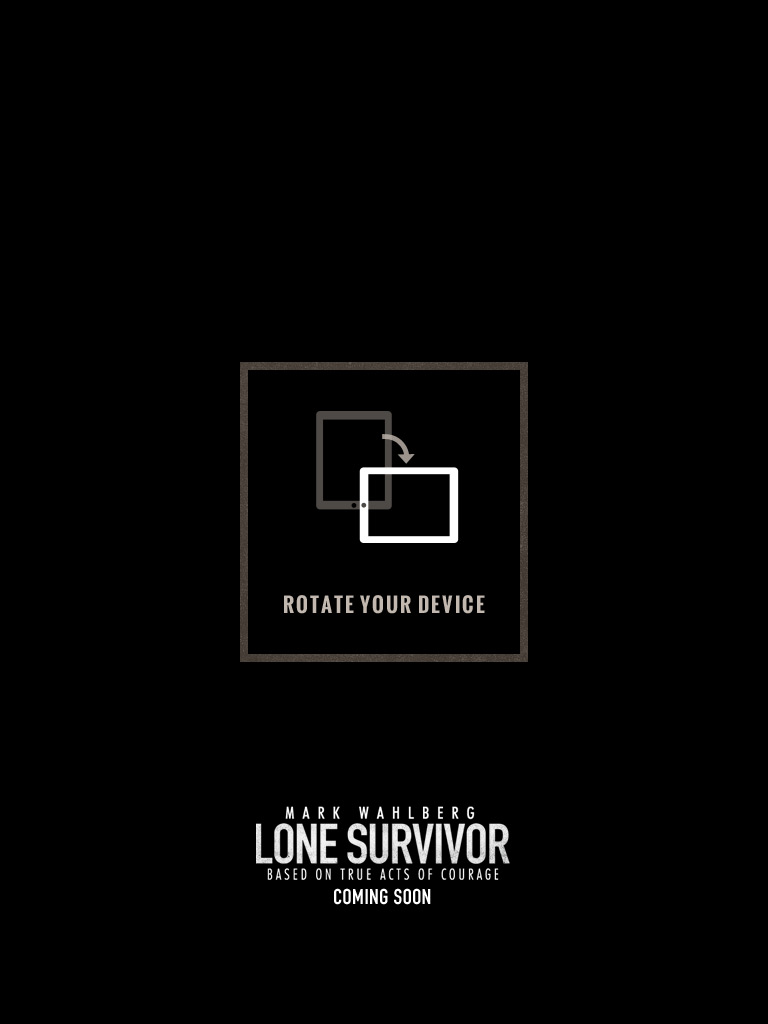 ROTATE YOUR DEVICE
MARK WAHLBERG
LONE SURVIVOR
BASED ON TRUE ACTS OF COURAGE
COMING SOON